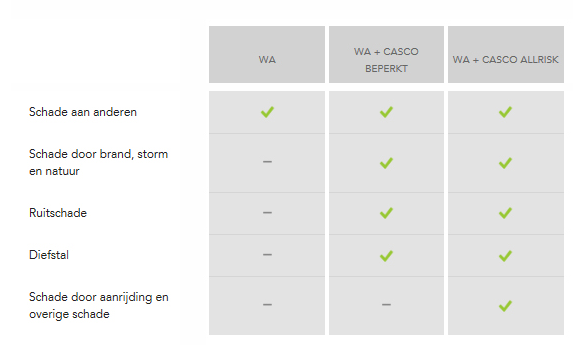 WA
WA + CASCO
BEPERKT
WA + CASCO ALLRISK
Schade aan anderen
Schade door brand, storm
en natuur
–
Ruitschade
–
Diefstal
–
Schade door aanrijding en
overige schade
– –